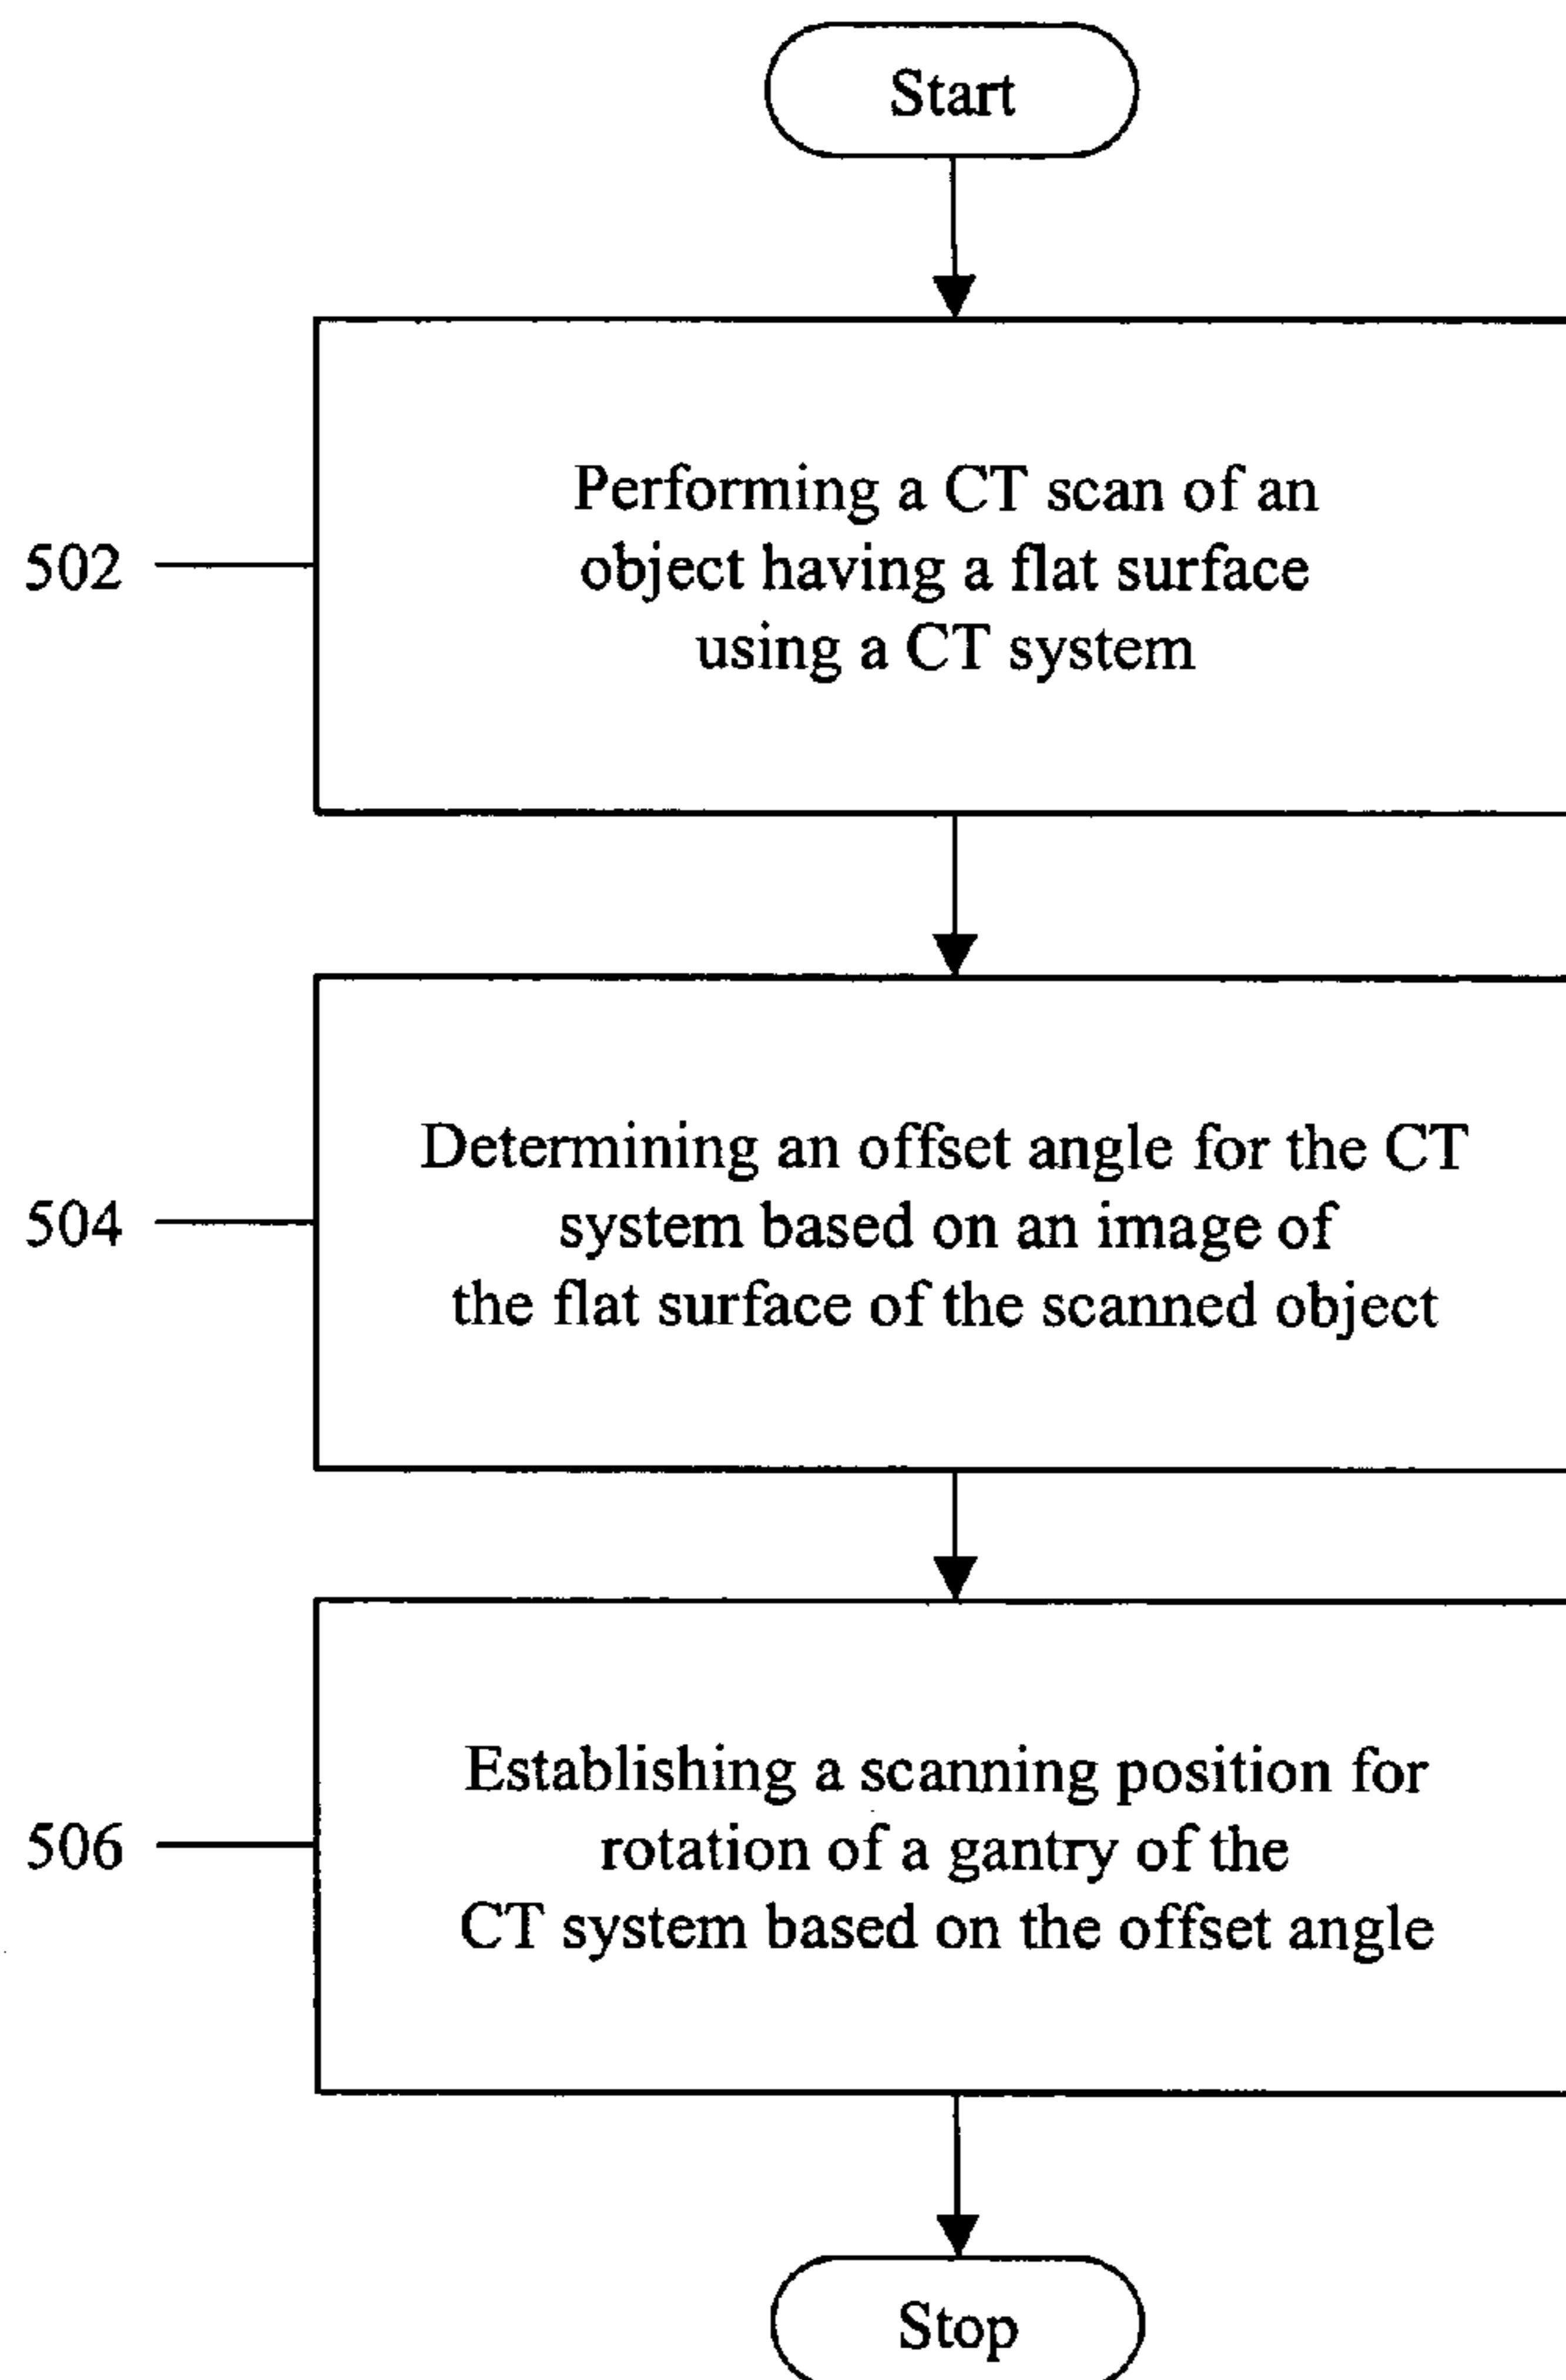 Start
502
Performing a CT scan of an
object having a flat surface
using a CT system
504
Determining an offset angle for the CT
system based on an image of
the flat surface of the scanned object
506
Establishing a scanning position for
rotation of a gantry of the
CT system based on the offset angle
Stop